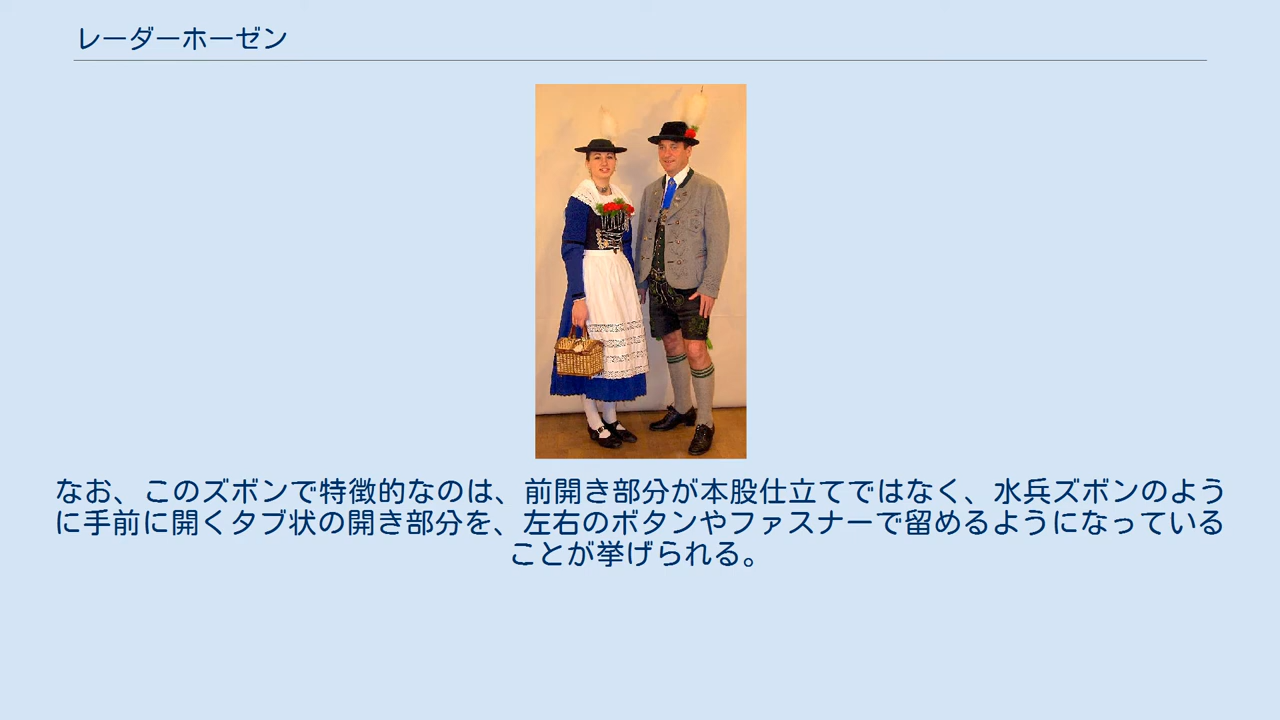 レーダーホーゼン
なお、このズボンで特徴的なのは、前開き部分が本股仕立てではなく、水兵ズボンのよう
に手前に開くタブ状の開き部分を、左右のボタンやファスナーで留めるようになっている
ことが挙げられる。